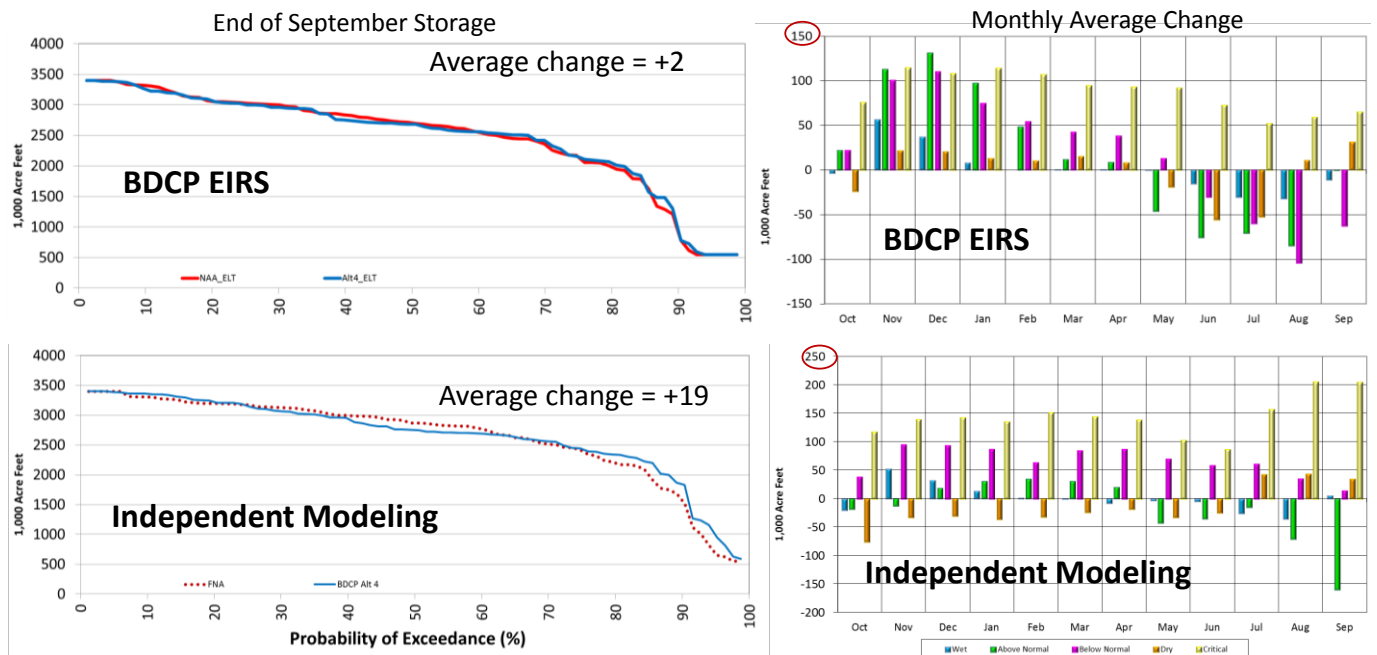 End of September Storage
4000
3500
3000
2500
2000
1500
1000
500
0
1,000 Acre Feet
Average change = +2
BDCP EIRS
NAA_ELT
Alt4_ELT
0
10
20
30
40
50
60
70
80
90
100
Monthly Average Change
150
100
50
0
-50
-100
-150
1,000 Acre Feet
BDCP EIRS
Oct
Nov
Dec
Jan
Feb
Mar
Apr
May
Jun
Jul
Aug
Sep
4000
3500
3000
2500
2000
1500
1000
500
0
1,000 Acre Feet
Average change = +19
Independent Modeling
FNA
BDCP Alt 4
0
10
20
30
40
50
60
70
80
90
100
Probability of Exceedance (%)
250
200
150
100
50
0
-50
-100
-150
-200
1,000 Acre Feet
Independent Modeling
Oct
Nov
Dec
Jan
Feb
Mar
Apr
May
Jun
Jul
Aug
Sep
Wet
Above Normal
Below Normal
Dry
Critical